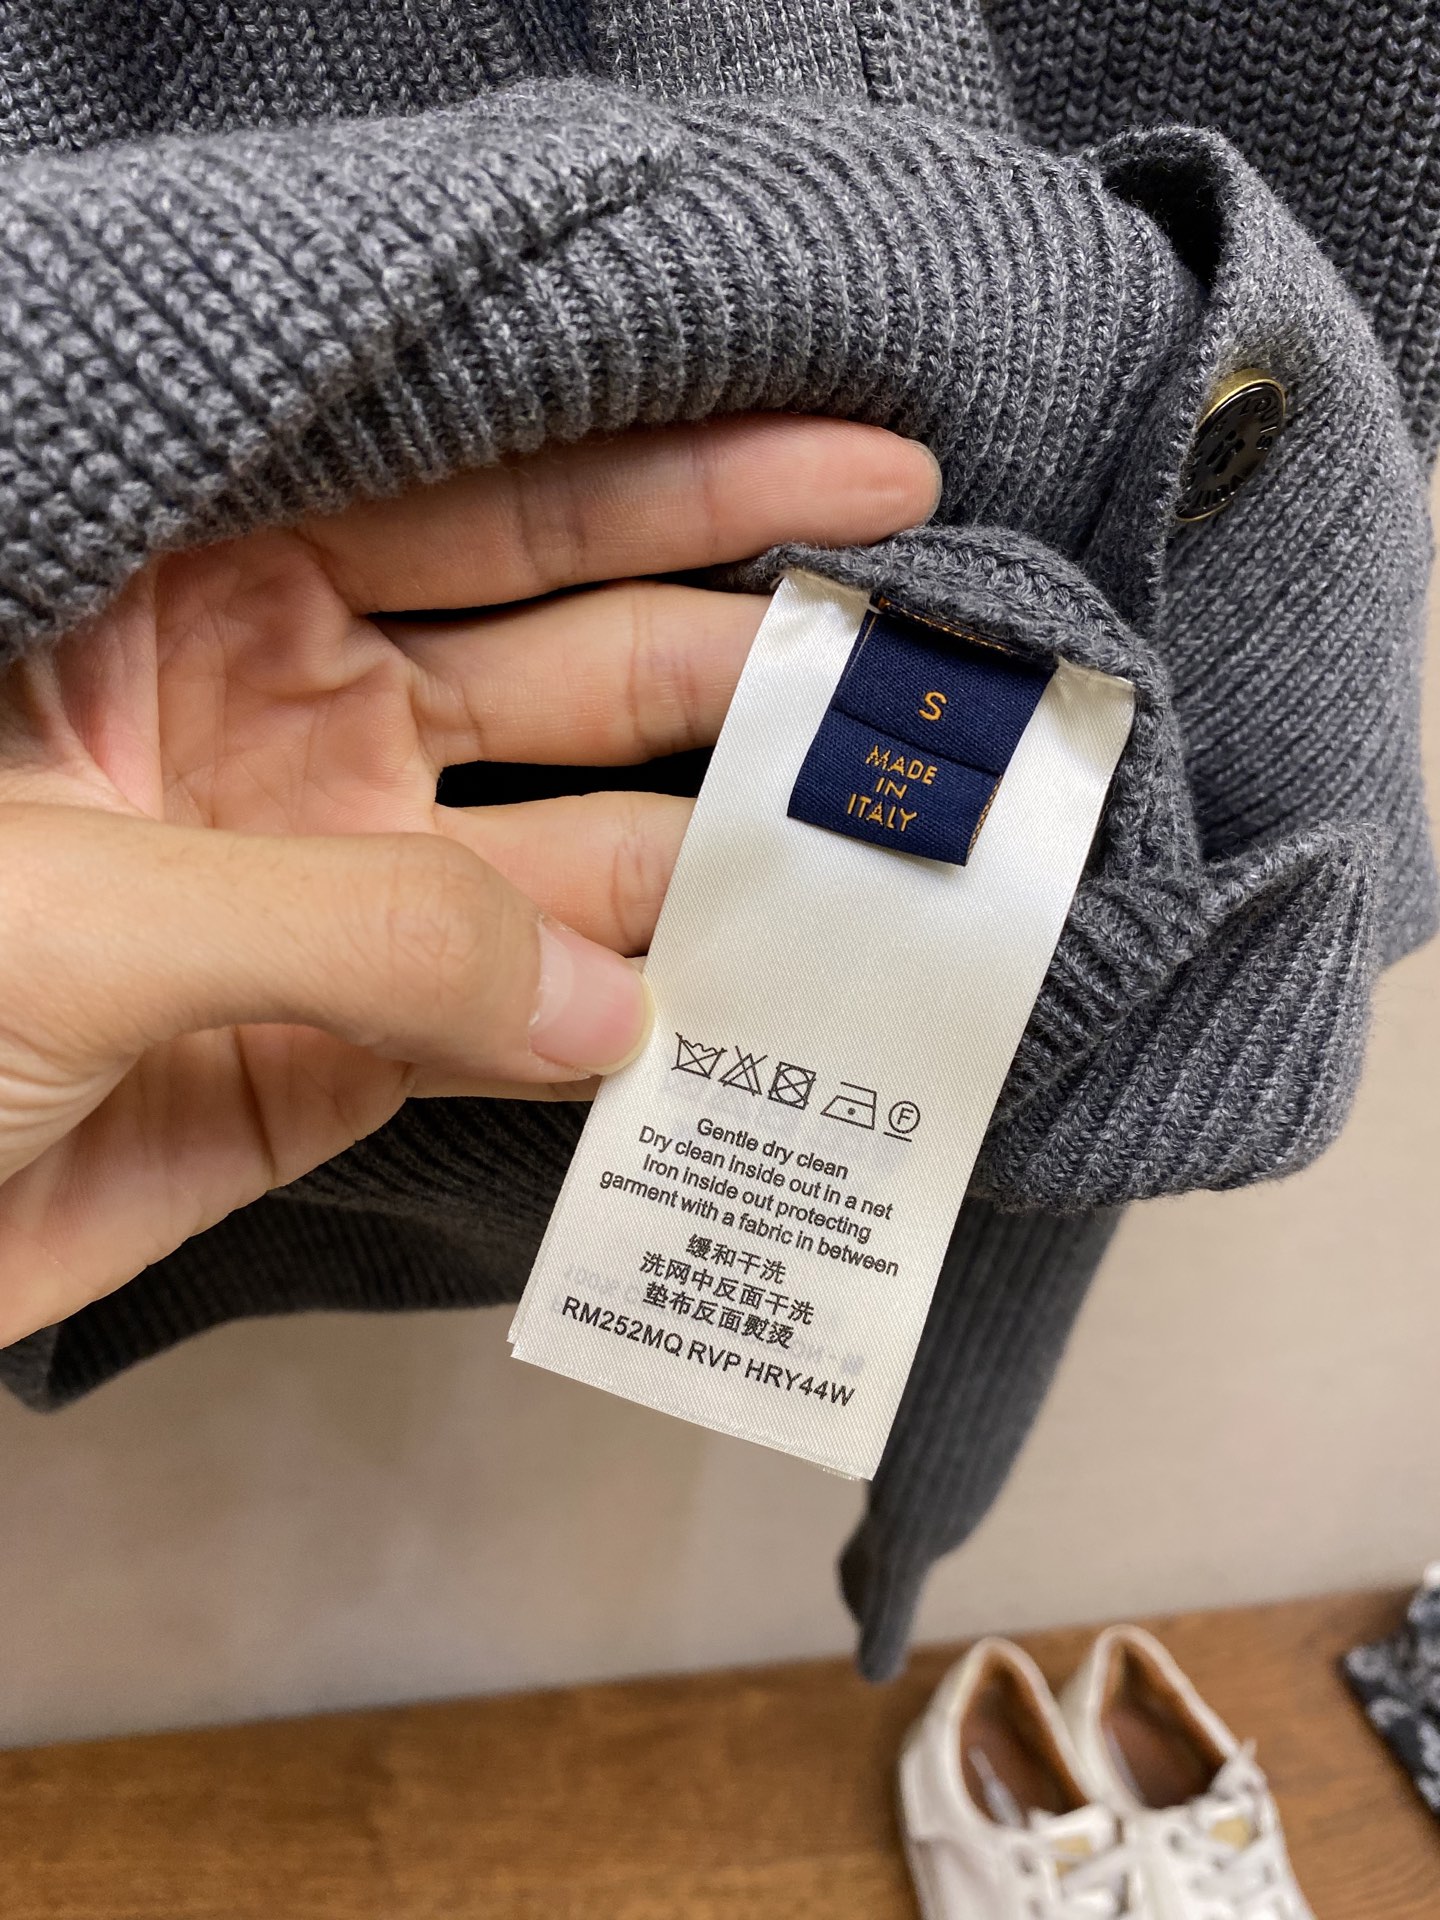 LOUIS
VUITTON
S
MADE
IN
ITALY
F
Gentle dry clean
Dry clean inside out in a net
Iron inside out protecting
garment with a fabric in between
缓和干洗
洗网中反面干洗
垫布反面熨烫
RM252MQ RVP HRY44W